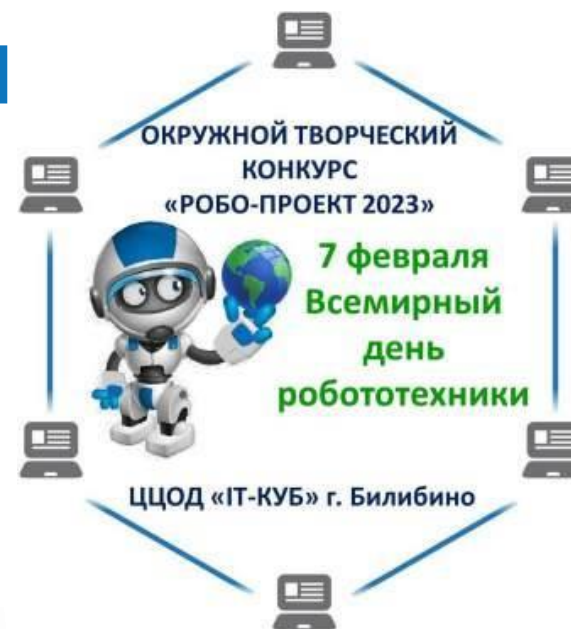 ОКРУЖНОЙ ТВОРЧЕСКИЙ
КОНКУРС
«РОБО-ПРОЕКТ 2023»
7 февраля
Всемирный
день
робототехники
ЦЦОД «IT-КУБ» г. Билибино